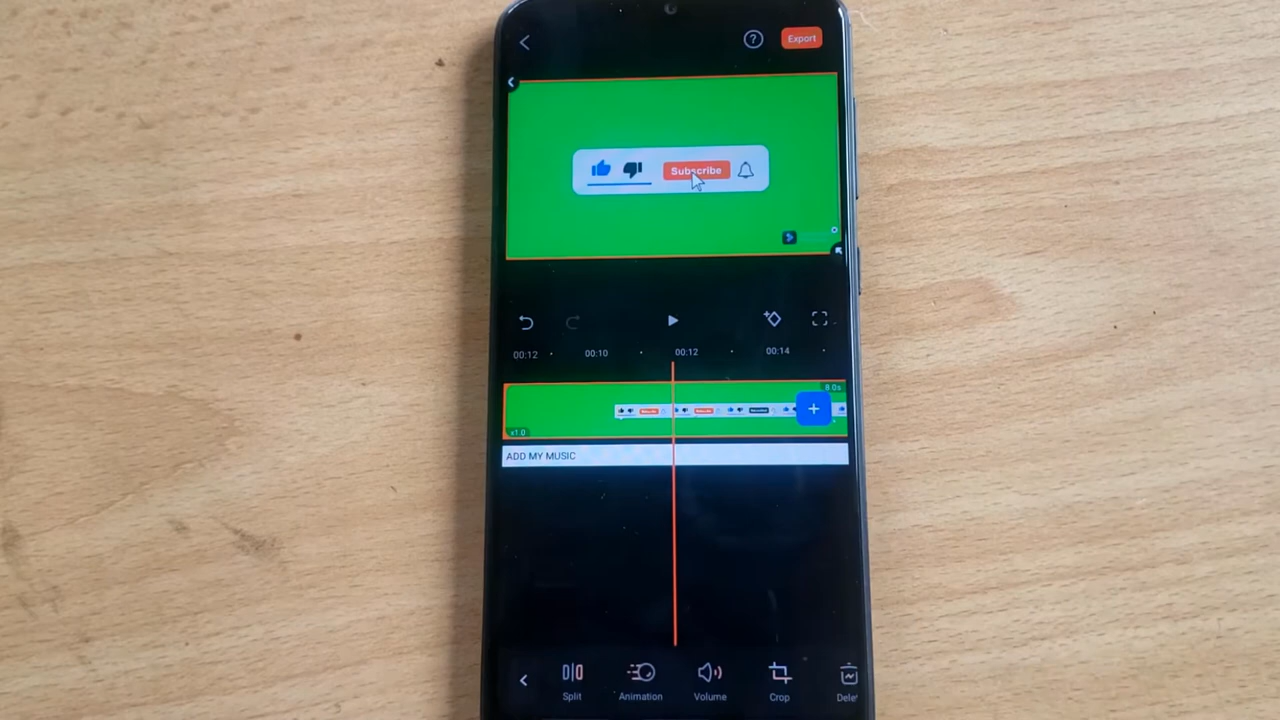 Export
Subscribe
00:12
00:10
00:12
00:14
8.0s
x1.0
ADD MY MUSIC
Split
Animation
Volume
Crop
Dele